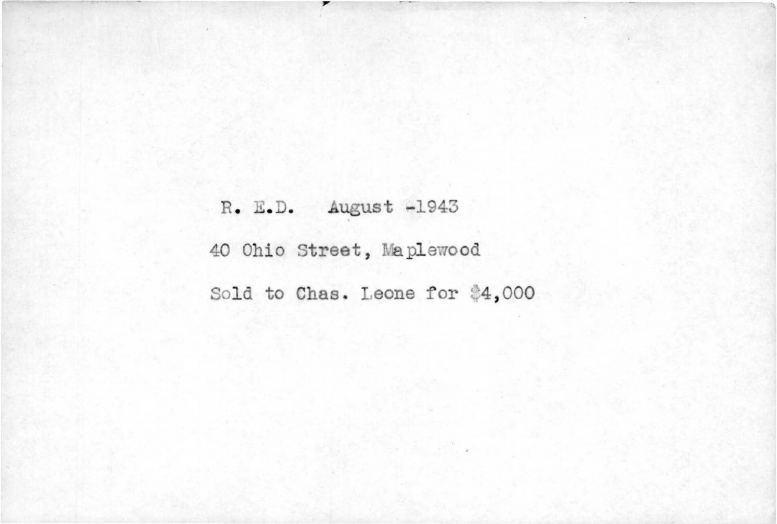 R. E.D. August -1943
40 Ohio Street, Maplewood
Sold to Chas. Leone for $4,000